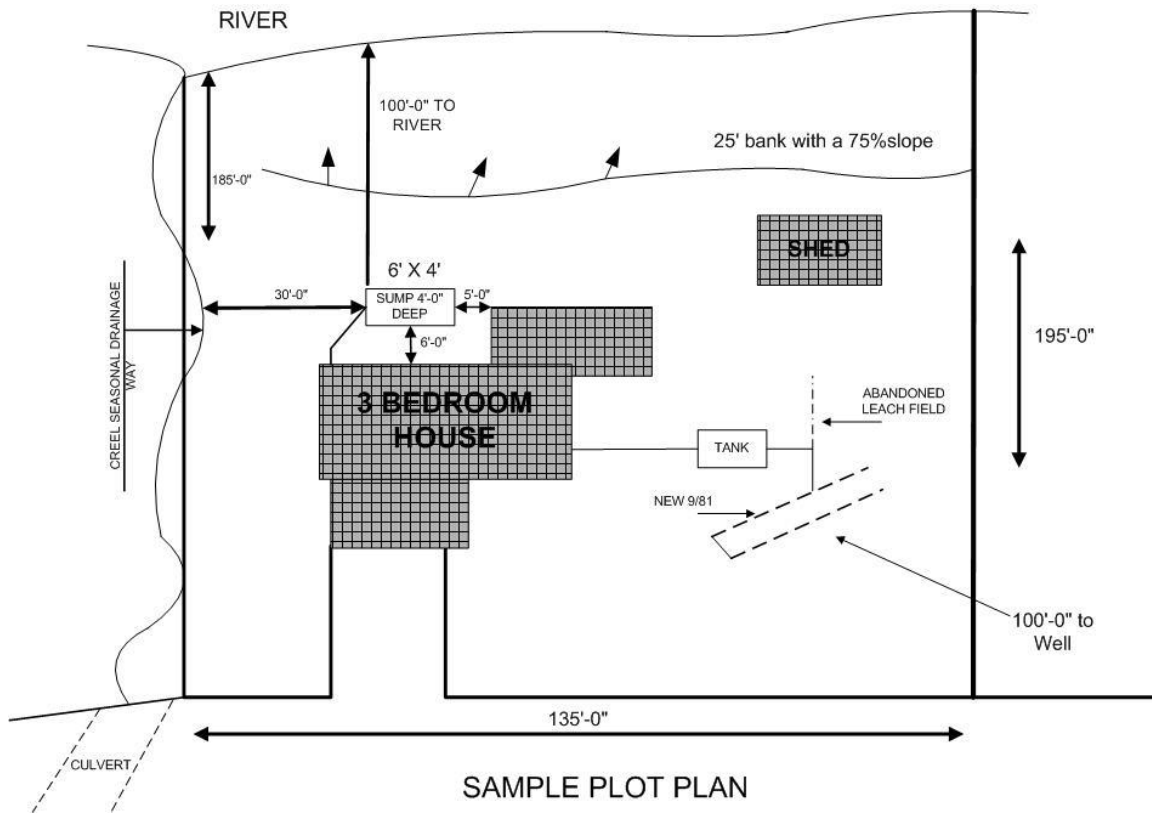 RIVER
100'-0" TO
RIVER
25' bank with a 75%slope
185'-0"
SHED
6' X 4'
SUMP 4'-0"
DEEP
30'-0"
5'-0"
6'-0"
195'-0"
CREEL SEASONAL DRAINAGE
WAY
3 BEDROOM
HOUSE
ABANDONED
LEACH FIELD
TANK
NEW 9/81
100'-0" to
Well
135'-0"
CULVERT
SAMPLE PLOT PLAN